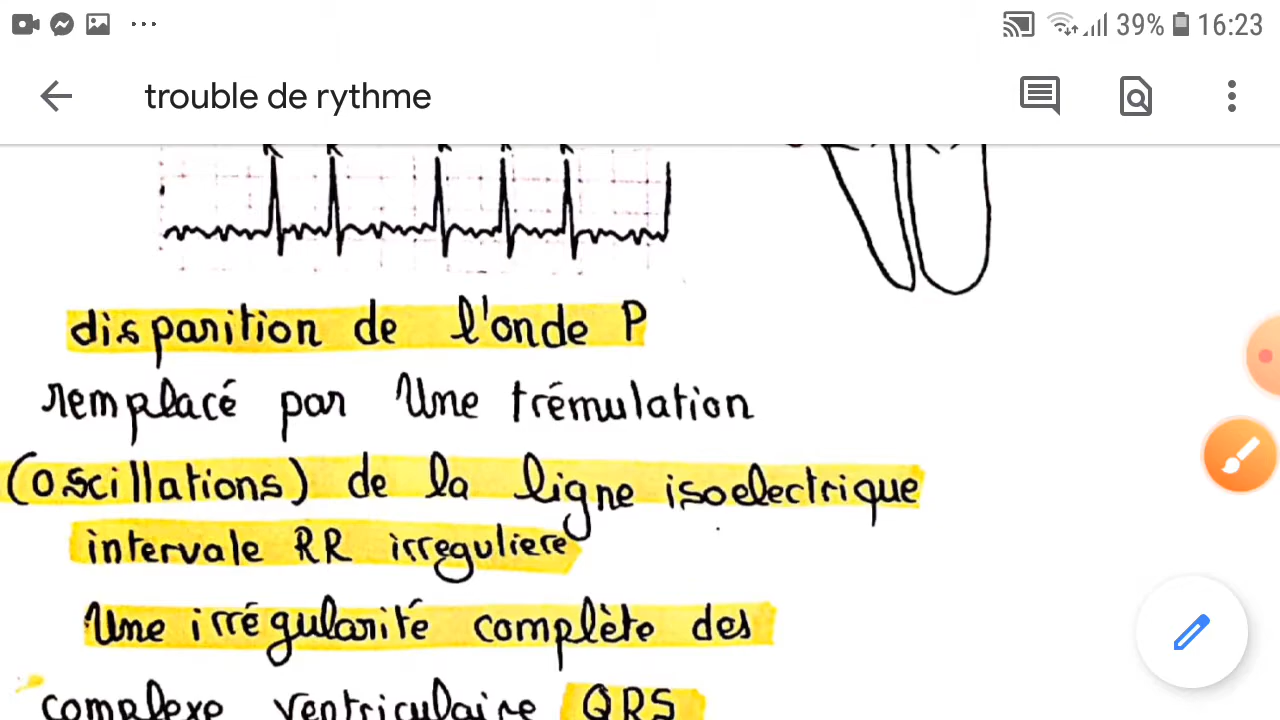 39% 16:23
trouble de rythme
disparition de l'onde P
remplacé par Une trémulation
(oscillations) de la ligne isoelectrique
intervale RR irreguliere
Une irrégularité complète des
complexe ventriculaire QRS